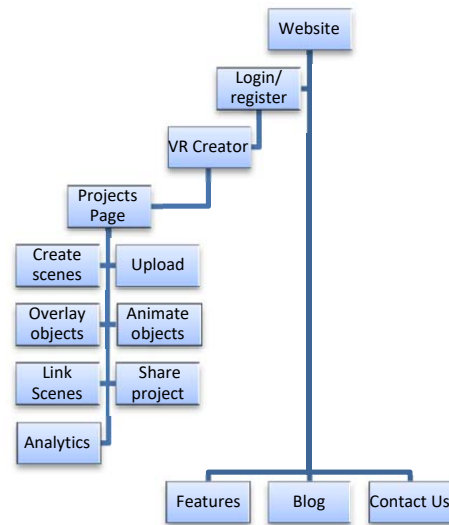 Website
Login/
register
VR Creator
Projects
Page
Create
scenes
Upload
Overlay
objects
Animate
objects
Link
Scenes
Share
project
Analytics
Features
Blog
Contact Us